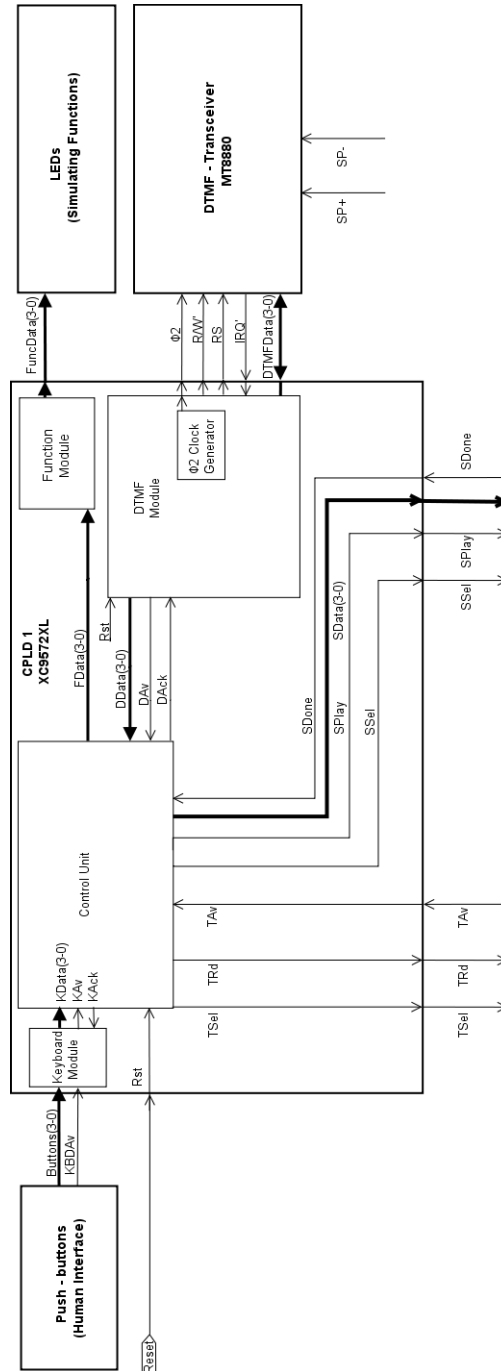 LEDs
(Simulating Functions)
DTMF - Transceiver
MT8880
SP-
SP+
FuncData(3-0)
Φ2
R/W'
RS
IRQ'
DTMFData(3-0)
Function
Module
Φ2 Clock
Generator
DTMF
Module
CPLD 1
XC9572XL
FData(3-0)
Rst
DData(3-0)
DAv
DAck
SDone
SPlay
SSel
SDone
SData(3-0)
SPlay
SSel
Control Unit
TAv
TRd
TSel
TAv
TRd
TSel
KData(3-0)
KAv
KAck
Keyboard
Module
Rst
Buttons(3-0)
KBDAv
Push - buttons
(Human Interface)
Reset